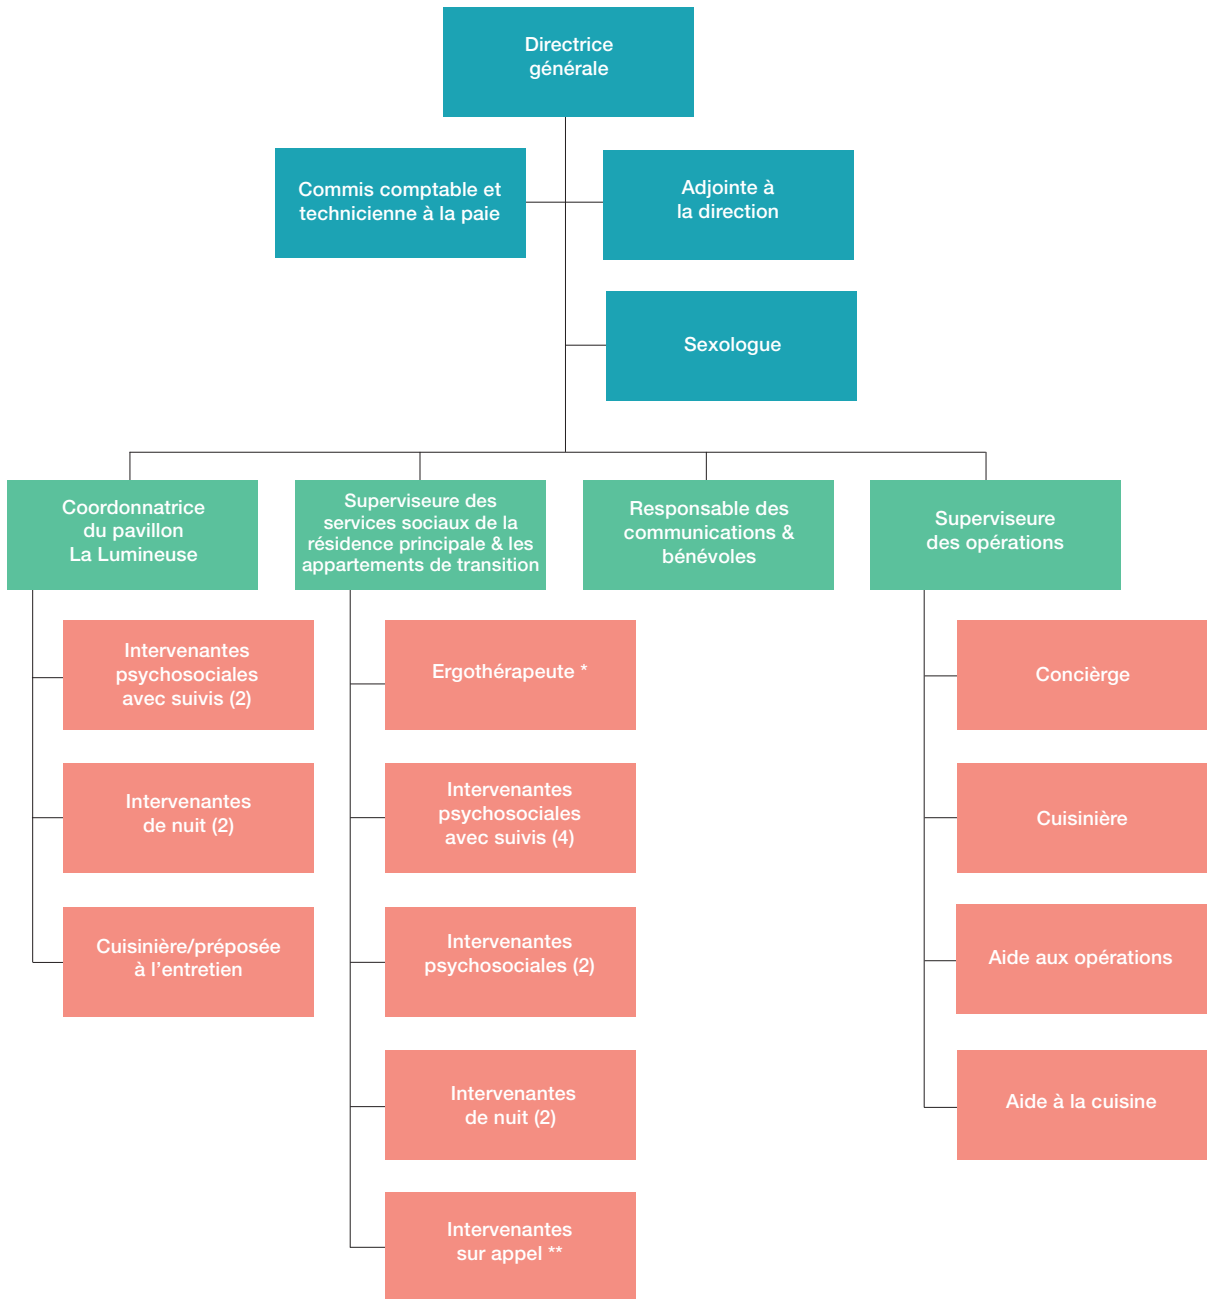 Directrice
générale
Commis comptable et
technicienne à la paie
Adjointe à
la direction
Sexologue
Coordonnatrice
du pavillon
La Lumineuse
Superviseure des
services sociaux de la
résidence principale & les
appartements de transition
Responsable des
communications &
bénévoles
Superviseure
des opérations
Intervenantes
psychosociales
avec suivis (2)
Intervenantes
de nuit (2)
Cuisinière/préposée
à l'entretien
Ergothérapeute *
Intervenantes
psychosociales
avec suivis (4)
Intervenantes
psychosociales (2)
Intervenantes
de nuit (2)
Intervenantes
sur appel **
Concièrge
Cuisinière
Aide aux opérations
Aide à la cuisine